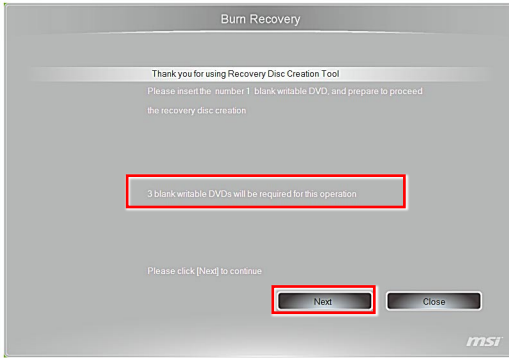 Burn Recovery
Thank you for using Recovery Disc Creation Tool
Please insert the number 1 blank writable DVD, and prepare to proceed
the recovery disc creation
3 blank writable DVDs will be required for this operation
Please click [Next] to continue
Next
Close
msi